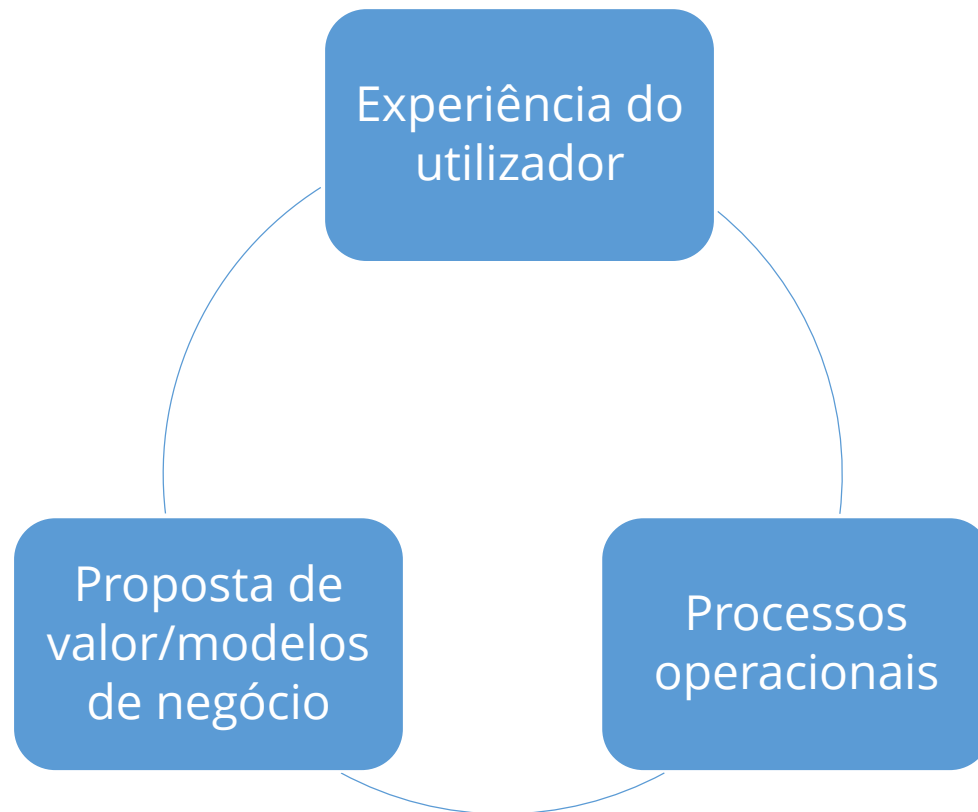 Experiência do
utilizador
Proposta de
valor/modelos
de negócio
Processos
operacionais